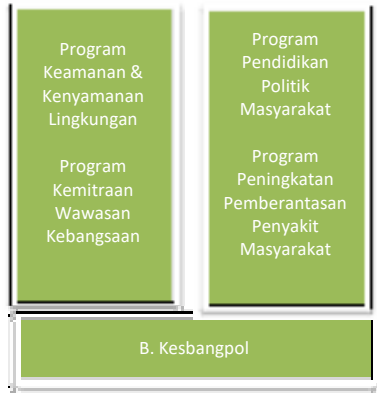 Program
Keamanan &
Kenyamanan
Lingkungan
Program
Kemitraan
Wawasan
Kebangsaan
Program
Pendidikan
Politik
Masyarakat
Program
Peningkatan
Pemberantasan
Penyakit
Masyarakat
B. Kesbangpol